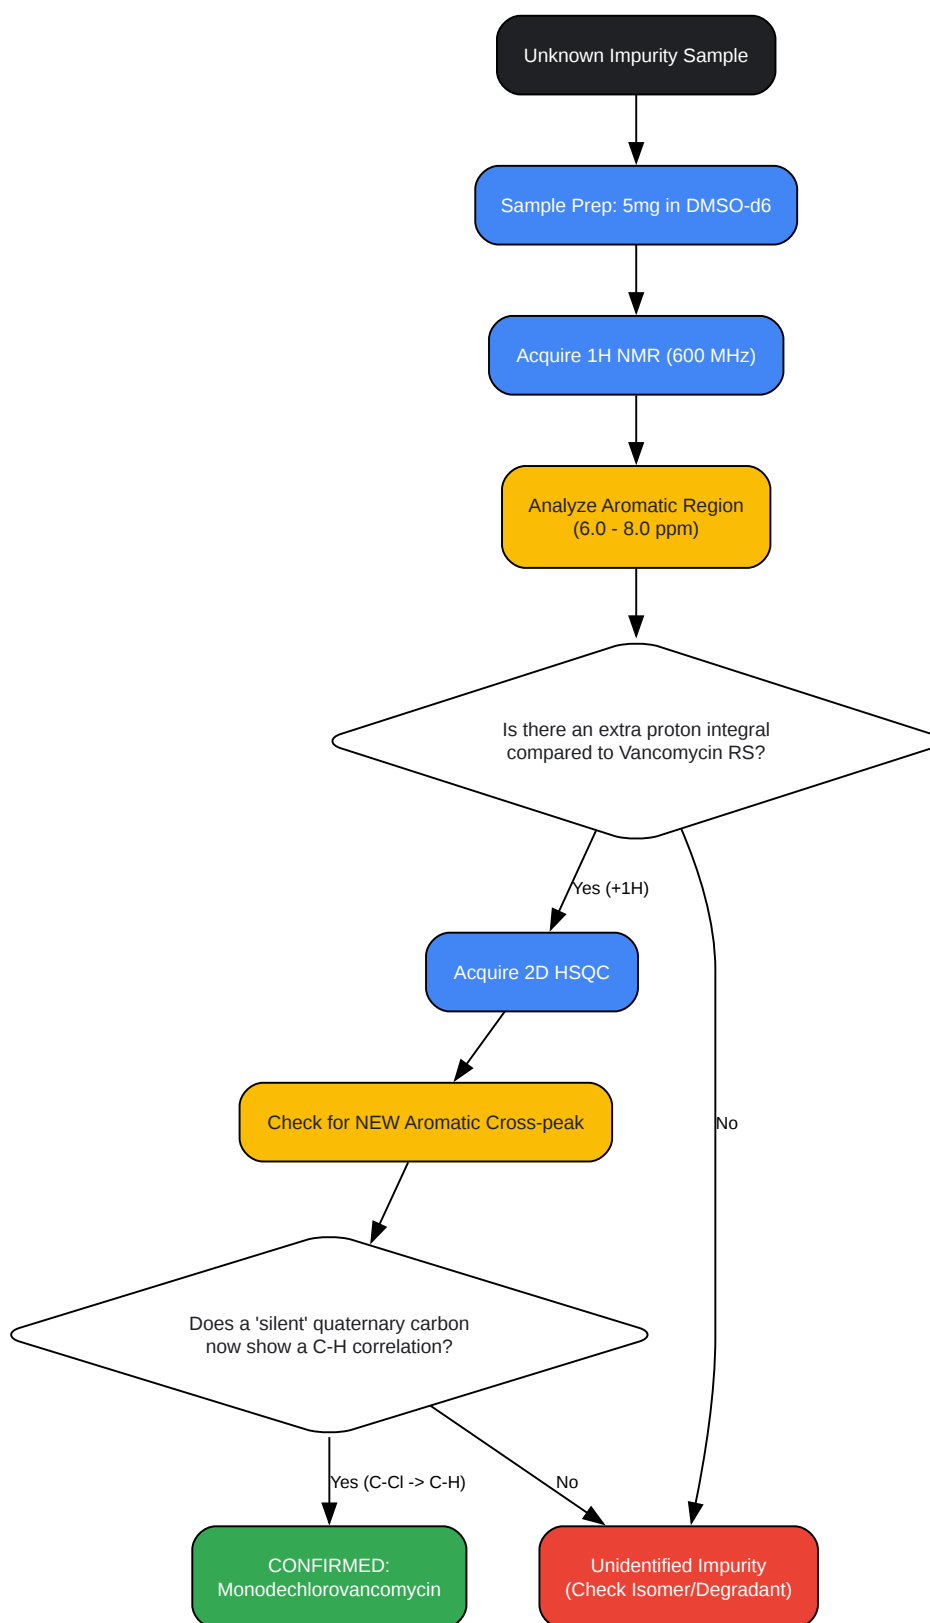 Unknown Impurity Sample
Sample Prep: 5mg in DMSO-d6
Acquire 1H NMR (600 MHz)
Analyze Aromatic Region
(6.0 - 8.0 ppm)
Is there an extra proton integral
compared to Vancomycin RS?
Yes (+1H)
Acquire 2D HSQC
Check for NEW Aromatic Cross-peak
No
Does a 'silent' quaternary carbon
now show a C-H correlation?
Yes (C-Cl -> C-H)
No
CONFIRMED:
Monodechlorovancomycin
Unidentified Impurity
(Check Isomer/Degradant)